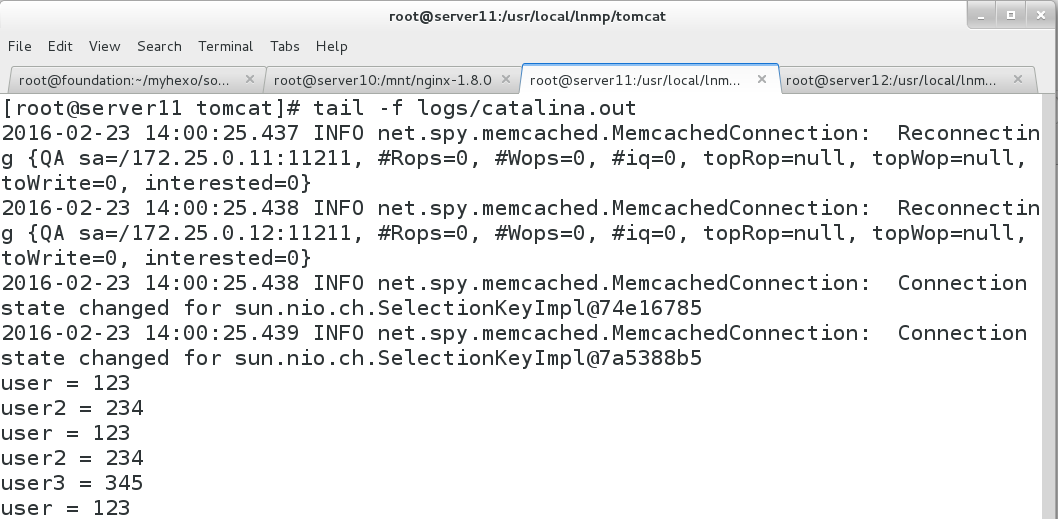 root@server11:/usr/local/lnmp/tomcat
File Edit View Search Terminal Tabs Help
root@foundation:~/myhexo/so... root@server10:/mnt/nginx-1.8.0 root@server11:/usr/local/lnm... root@server12:/usr/local/lnm...
[root@server11 tomcat]# tail -f logs/catalina.out
2016-02-23 14:00:25.437 INFO net.spy.memcached.MemcachedConnection:  Reconnectin
g {QA sa=/172.25.0.11:11211, #Rops=0, #Wops=0, #iq=0, topRop=null, topWop=null,
toWrite=0, interested=0}
2016-02-23 14:00:25.438 INFO net.spy.memcached.MemcachedConnection:  Reconnectin
g {QA sa=/172.25.0.12:11211, #Rops=0, #Wops=0, #iq=0, topRop=null, topWop=null,
toWrite=0, interested=0}
2016-02-23 14:00:25.438 INFO net.spy.memcached.MemcachedConnection:  Connection
state changed for sun.nio.ch.SelectionKeyImpl@74e16785
2016-02-23 14:00:25.439 INFO net.spy.memcached.MemcachedConnection:  Connection
state changed for sun.nio.ch.SelectionKeyImpl@7a5388b5
user = 123
user2 = 234
user = 123
user2 = 234
user3 = 345
user = 123